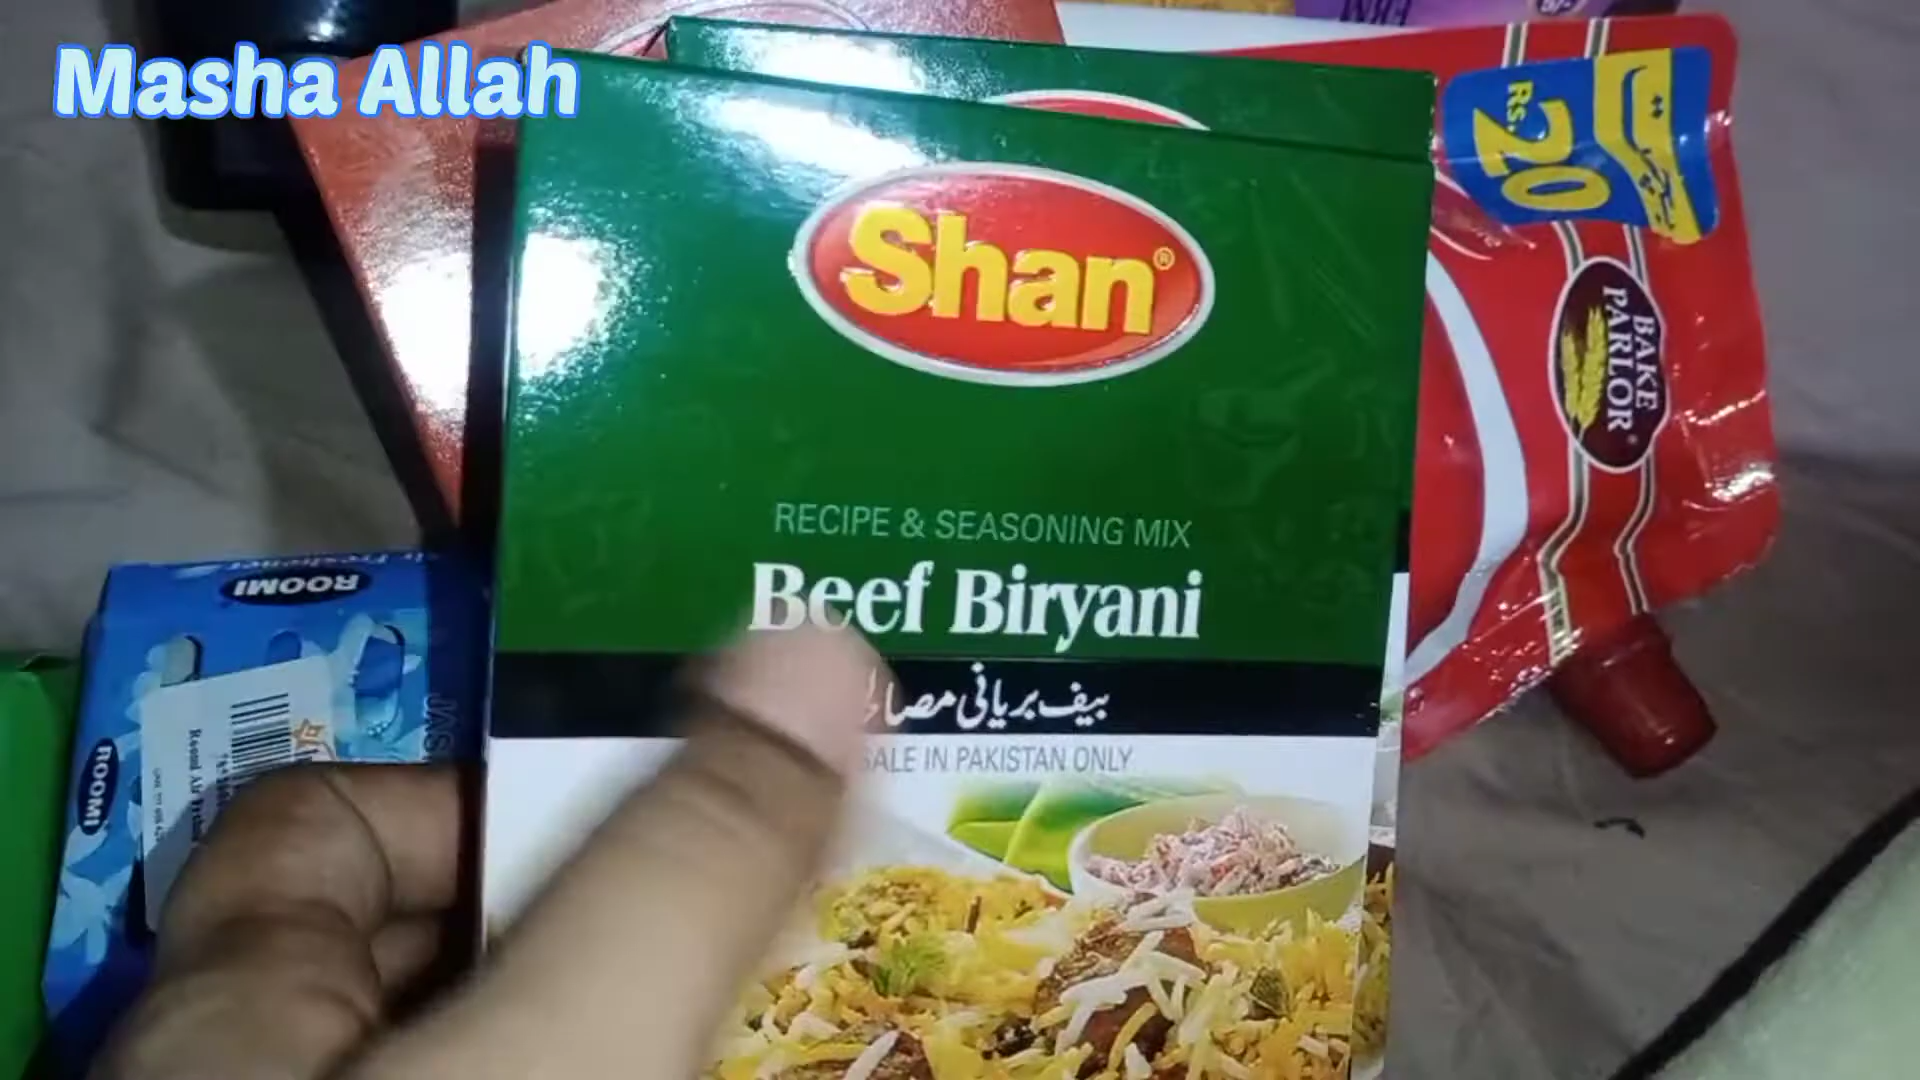 Masha Allah
Shan®
RECIPE & SEASONING MIX
Beef Biryani
بیف بریانی
SALE IN PAKISTAN ONLY
Rs. 20
بچت
BAKE
PARLOR®
ROOMI
ROOMI